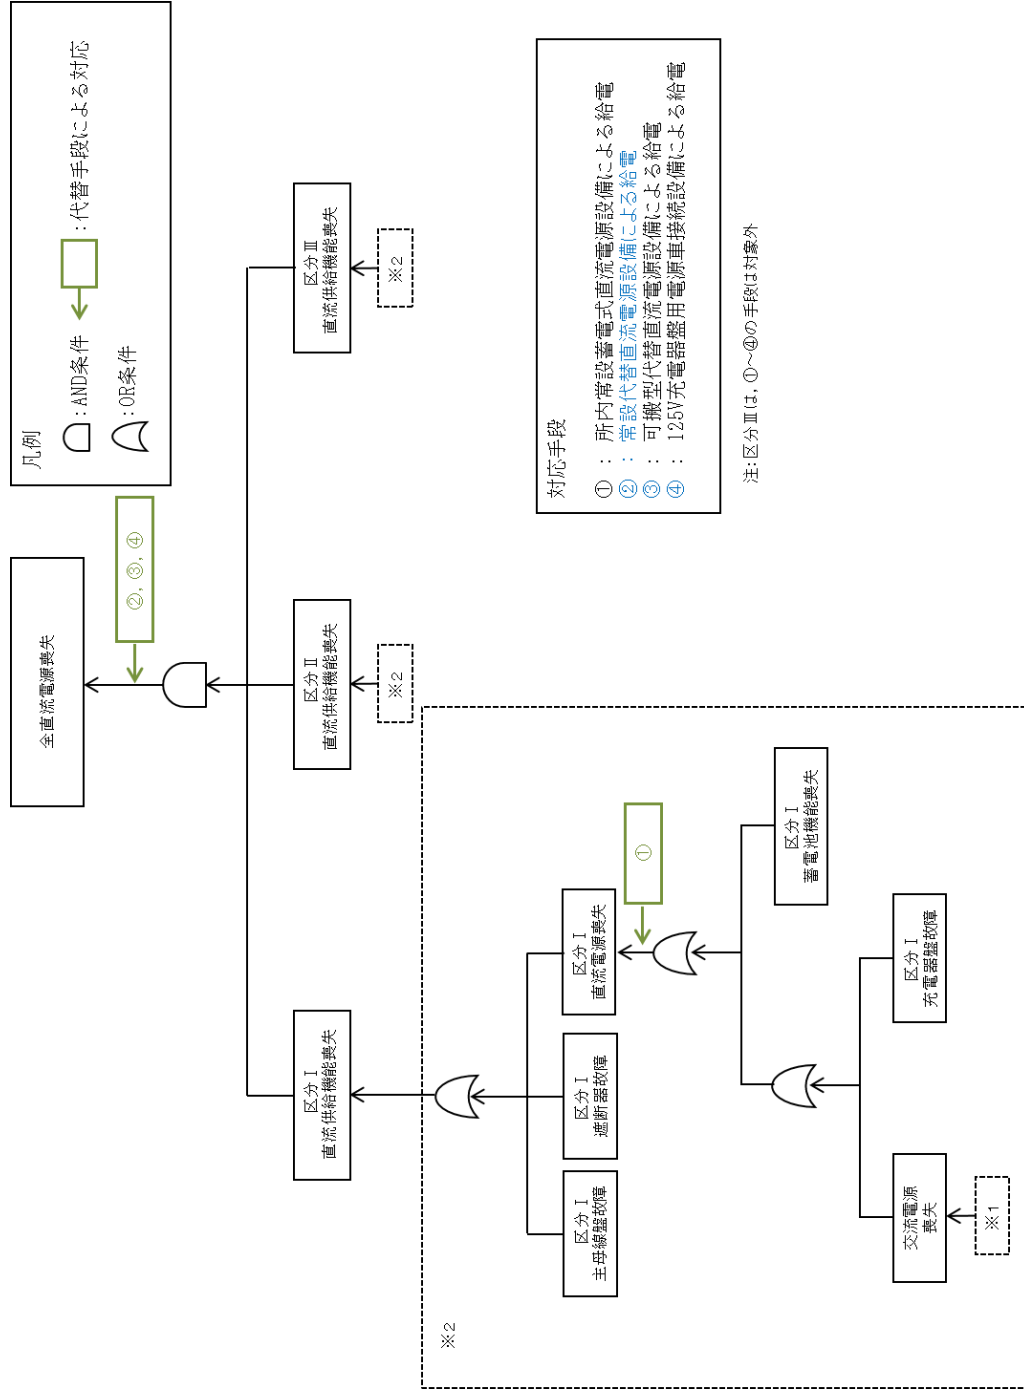 凡例
：AND条件
：代替手段による対応
：OR条件
全直流電源喪失
②，③，④
区分Ⅰ
直流供給機能喪失
区分Ⅱ
直流供給機能喪失
区分Ⅲ
直流供給機能喪失
※2
※2
※2
区分Ⅰ
主母線盤故障
区分Ⅰ
遮断器故障
区分Ⅰ
直流電源喪失
①
区分Ⅰ
蓄電池機能喪失
交流電源
喪失
区分Ⅰ
充電器盤故障
※1
対応手段
①：所内常設蓄電式直流電源設備による給電
②：常設代替直流電源設備による給電
③：可搬型代替直流電源設備による給電
④：125V充電器盤用電源車接続設備による給電
注：区分Ⅲは，①～④の手段は対象外